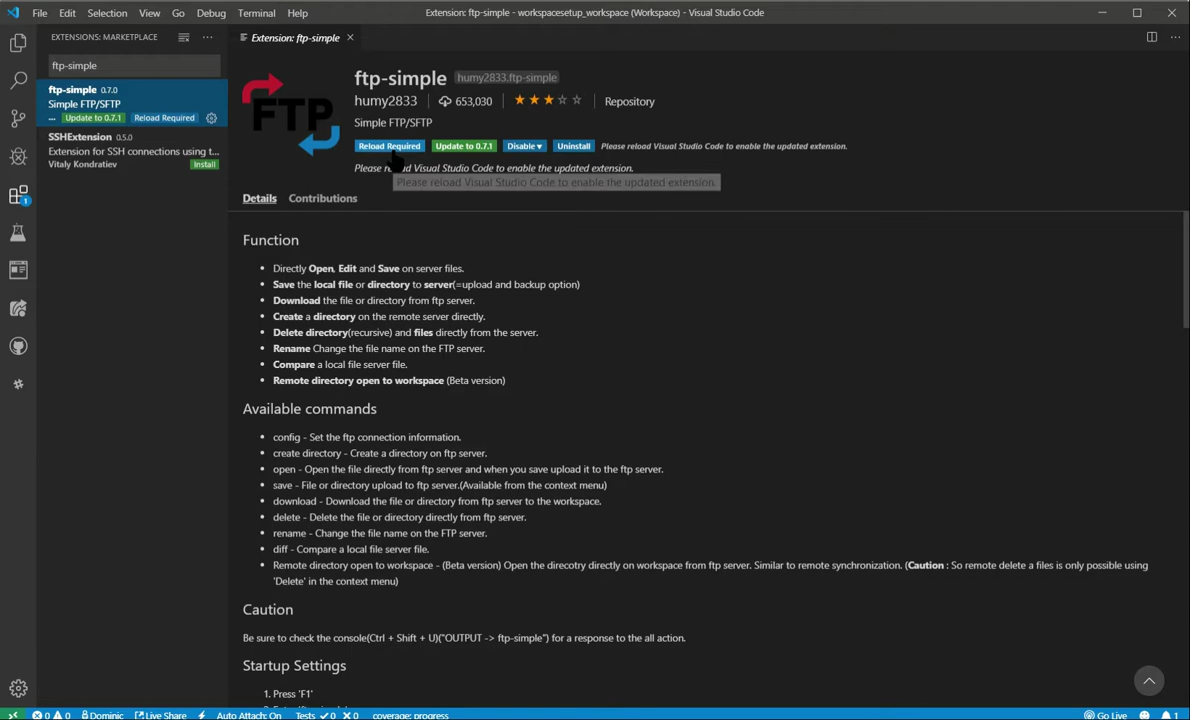 File Edit Selection View Go Debug Terminal Help
Extension: ftp-simple - workspacesetup_workspace (Workspace) - Visual Studio Code
EXTENSIONS: MARKETPLACE
ftp-simple
ftp-simple 0.7.0
Simple FTP/SFTP
... Update to 0.7.1 Reload Required
SSHExtension 0.5.0
Extension for SSH connections using t...
Vitaly Kondratiev Install
1
Extension: ftp-simple
FTP
ftp-simple humy2833.ftp-simple
humy2833 653,030 Repository
Simple FTP/SFTP
Reload Required Update to 0.7.1 Disable Uninstall Please reload Visual Studio Code to enable the updated extension.
Please reload Visual Studio Code to enable the updated extension.
Please reload Visual Studio Code to enable the updated extension.
Details Contributions
Function
• Directly Open, Edit and Save on server files.
• Save the local file or directory to server(=upload and backup option)
• Download the file or directory from ftp server.
• Create a directory on the remote server directly.
• Delete directory(recursive) and files directly from the server.
• Rename Change the file name on the FTP server.
• Compare a local file server file.
• Remote directory open to workspace (Beta version)
Available commands
• config - Set the ftp connection information.
• create directory - Create a directory on ftp server.
• open - Open the file directly from ftp server and when you save upload it to the ftp server.
• save - File or directory upload to ftp server.(Available from the context menu)
• download - Download the file or directory from ftp server to the workspace.
• delete - Delete the file or directory directly from ftp server.
• rename - Change the file name on the FTP server.
• diff - Compare a local file server file.
• Remote directory open to workspace - (Beta version) Open the direcotry directly on workspace from ftp server. Similar to remote synchronization. (Caution : So remote delete a files is only possible using
'Delete' in the context menu)
Caution
Be sure to check the console(Ctrl + Shift + U)("OUTPUT -> ftp-simple") for a response to the all action.
Startup Settings
1. Press 'F1'
0 0 Dominic Live Share Auto Attach: On Tests 0 0 coverage: progress Go Live 1